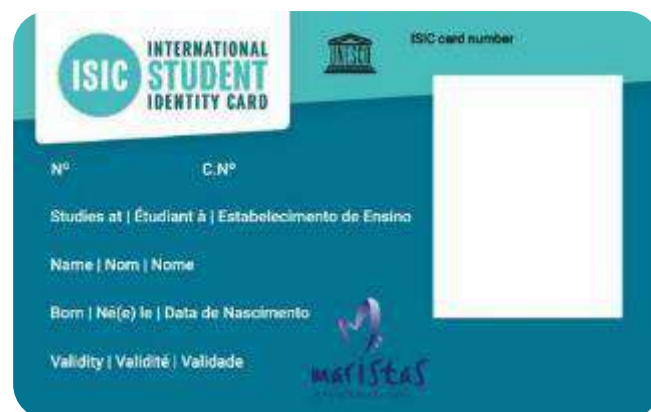 ISIC
INTERNATIONAL
STUDENT
IDENTITY CARD
UNESCO
ISIC card number
Nº C.Nº
Studies at | Étudiant à | Estabelecimento de Ensino
Name | Nom | Nome
Born | Né(e) le | Data de Nascimento
Validity | Validité | Validade
maristas